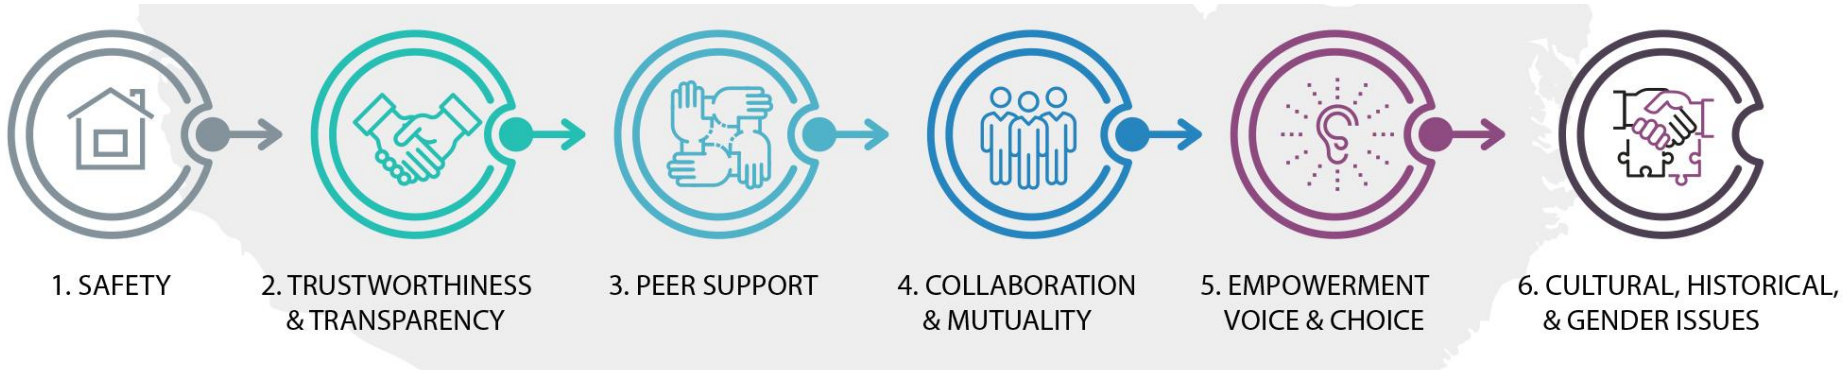 1. SAFETY
2. TRUSTWORTHINESS
& TRANSPARENCY
3. PEER SUPPORT
4. COLLABORATION
& MUTUALITY
5. EMPOWERMENT
VOICE & CHOICE
6. CULTURAL, HISTORICAL,
& GENDER ISSUES